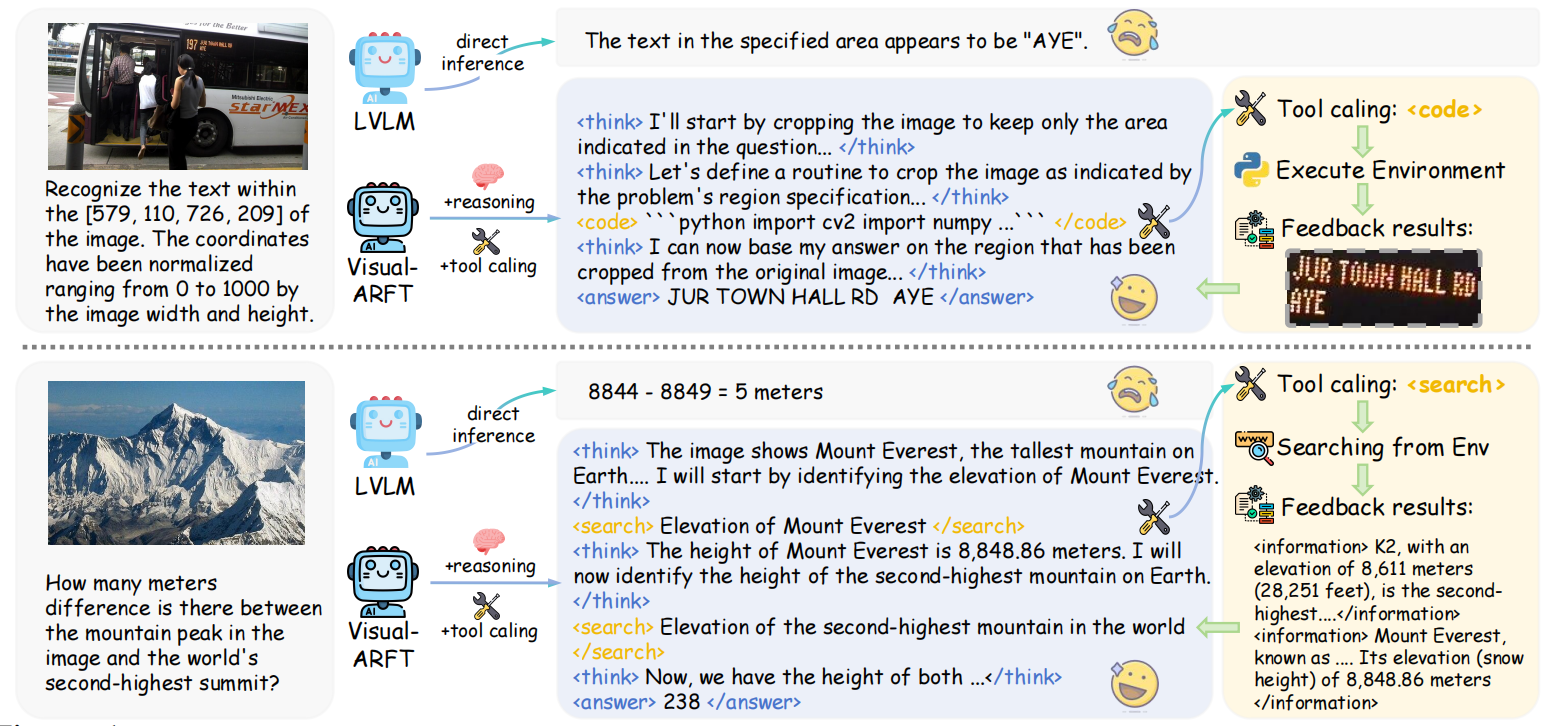 for the Better
197 JUR TOWN HALL RD
AYE
Mitsubishi Electric
starMEX
Recognize the text within
the [579, 110, 726, 209] of
the image. The coordinates
have been normalized
ranging from 0 to 1000 by
the image width and height.
AI
LVLM
direct
inference
The text in the specified area appears to be "AYE".
AI
Visual-
ARFT
+reasoning
+tool caling
<think> I'll start by cropping the image to keep only the area
indicated in the question... </think>
<think> Let's define a routine to crop the image as indicated by
the problem's region specification... </think>
<code> ```python import cv2 import numpy ...``` </code>
<think> I can now base my answer on the region that has been
cropped from the original image... </think>
<answer> JUR TOWN HALL RD  AYE </answer>
Tool caling: <code>
Execute Environment
Feedback results:
JUR TOWN HALL RD
AYE
How many meters
difference is there between
the mountain peak in the
image and the world's
second-highest summit?
AI
LVLM
direct
inference
8844 - 8849 = 5 meters
AI
Visual-
ARFT
+reasoning
+tool caling
<think> The image shows Mount Everest, the tallest mountain on
Earth.... I will start by identifying the elevation of Mount Everest.
</think>
<search> Elevation of Mount Everest </search>
<think> The height of Mount Everest is 8,848.86 meters. I will
now identify the height of the second-highest mountain on Earth.
</think>
<search> Elevation of the second-highest mountain in the world
</search>
<think> Now, we have the height of both ...</think>
<answer> 238 </answer>
Tool caling: <search>
www
Searching from Env
Feedback results:
<information> K2, with an
elevation of 8,611 meters
(28,251 feet), is the second-
highest....</information>
<information> Mount Everest,
known as .... Its elevation (snow
height) of 8,848.86 meters
</information>